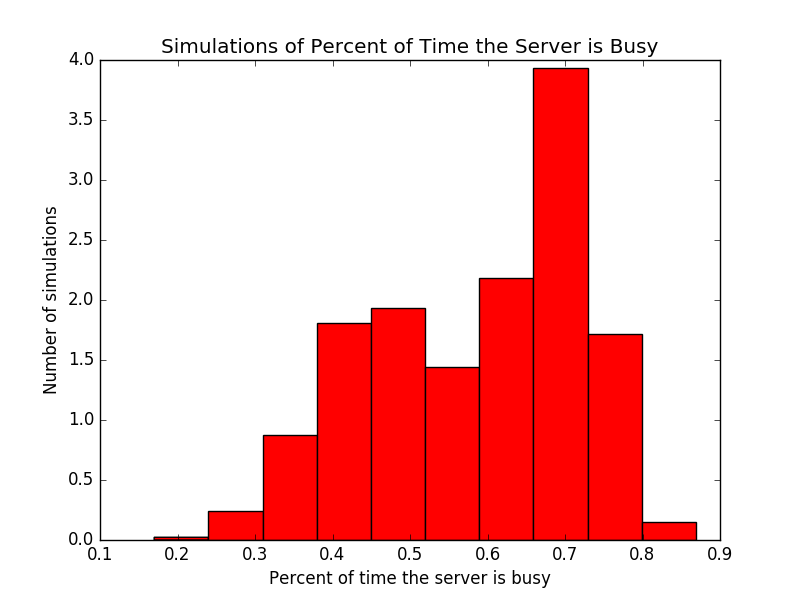 Simulations of Percent of Time the Server is Busy
4.0
3.5
3.0
2.5
2.0
1.5
1.0
0.5
0.0
Number of simulations
0.1 0.2 0.3 0.4 0.5 0.6 0.7 0.8 0.9
Percent of time the server is busy